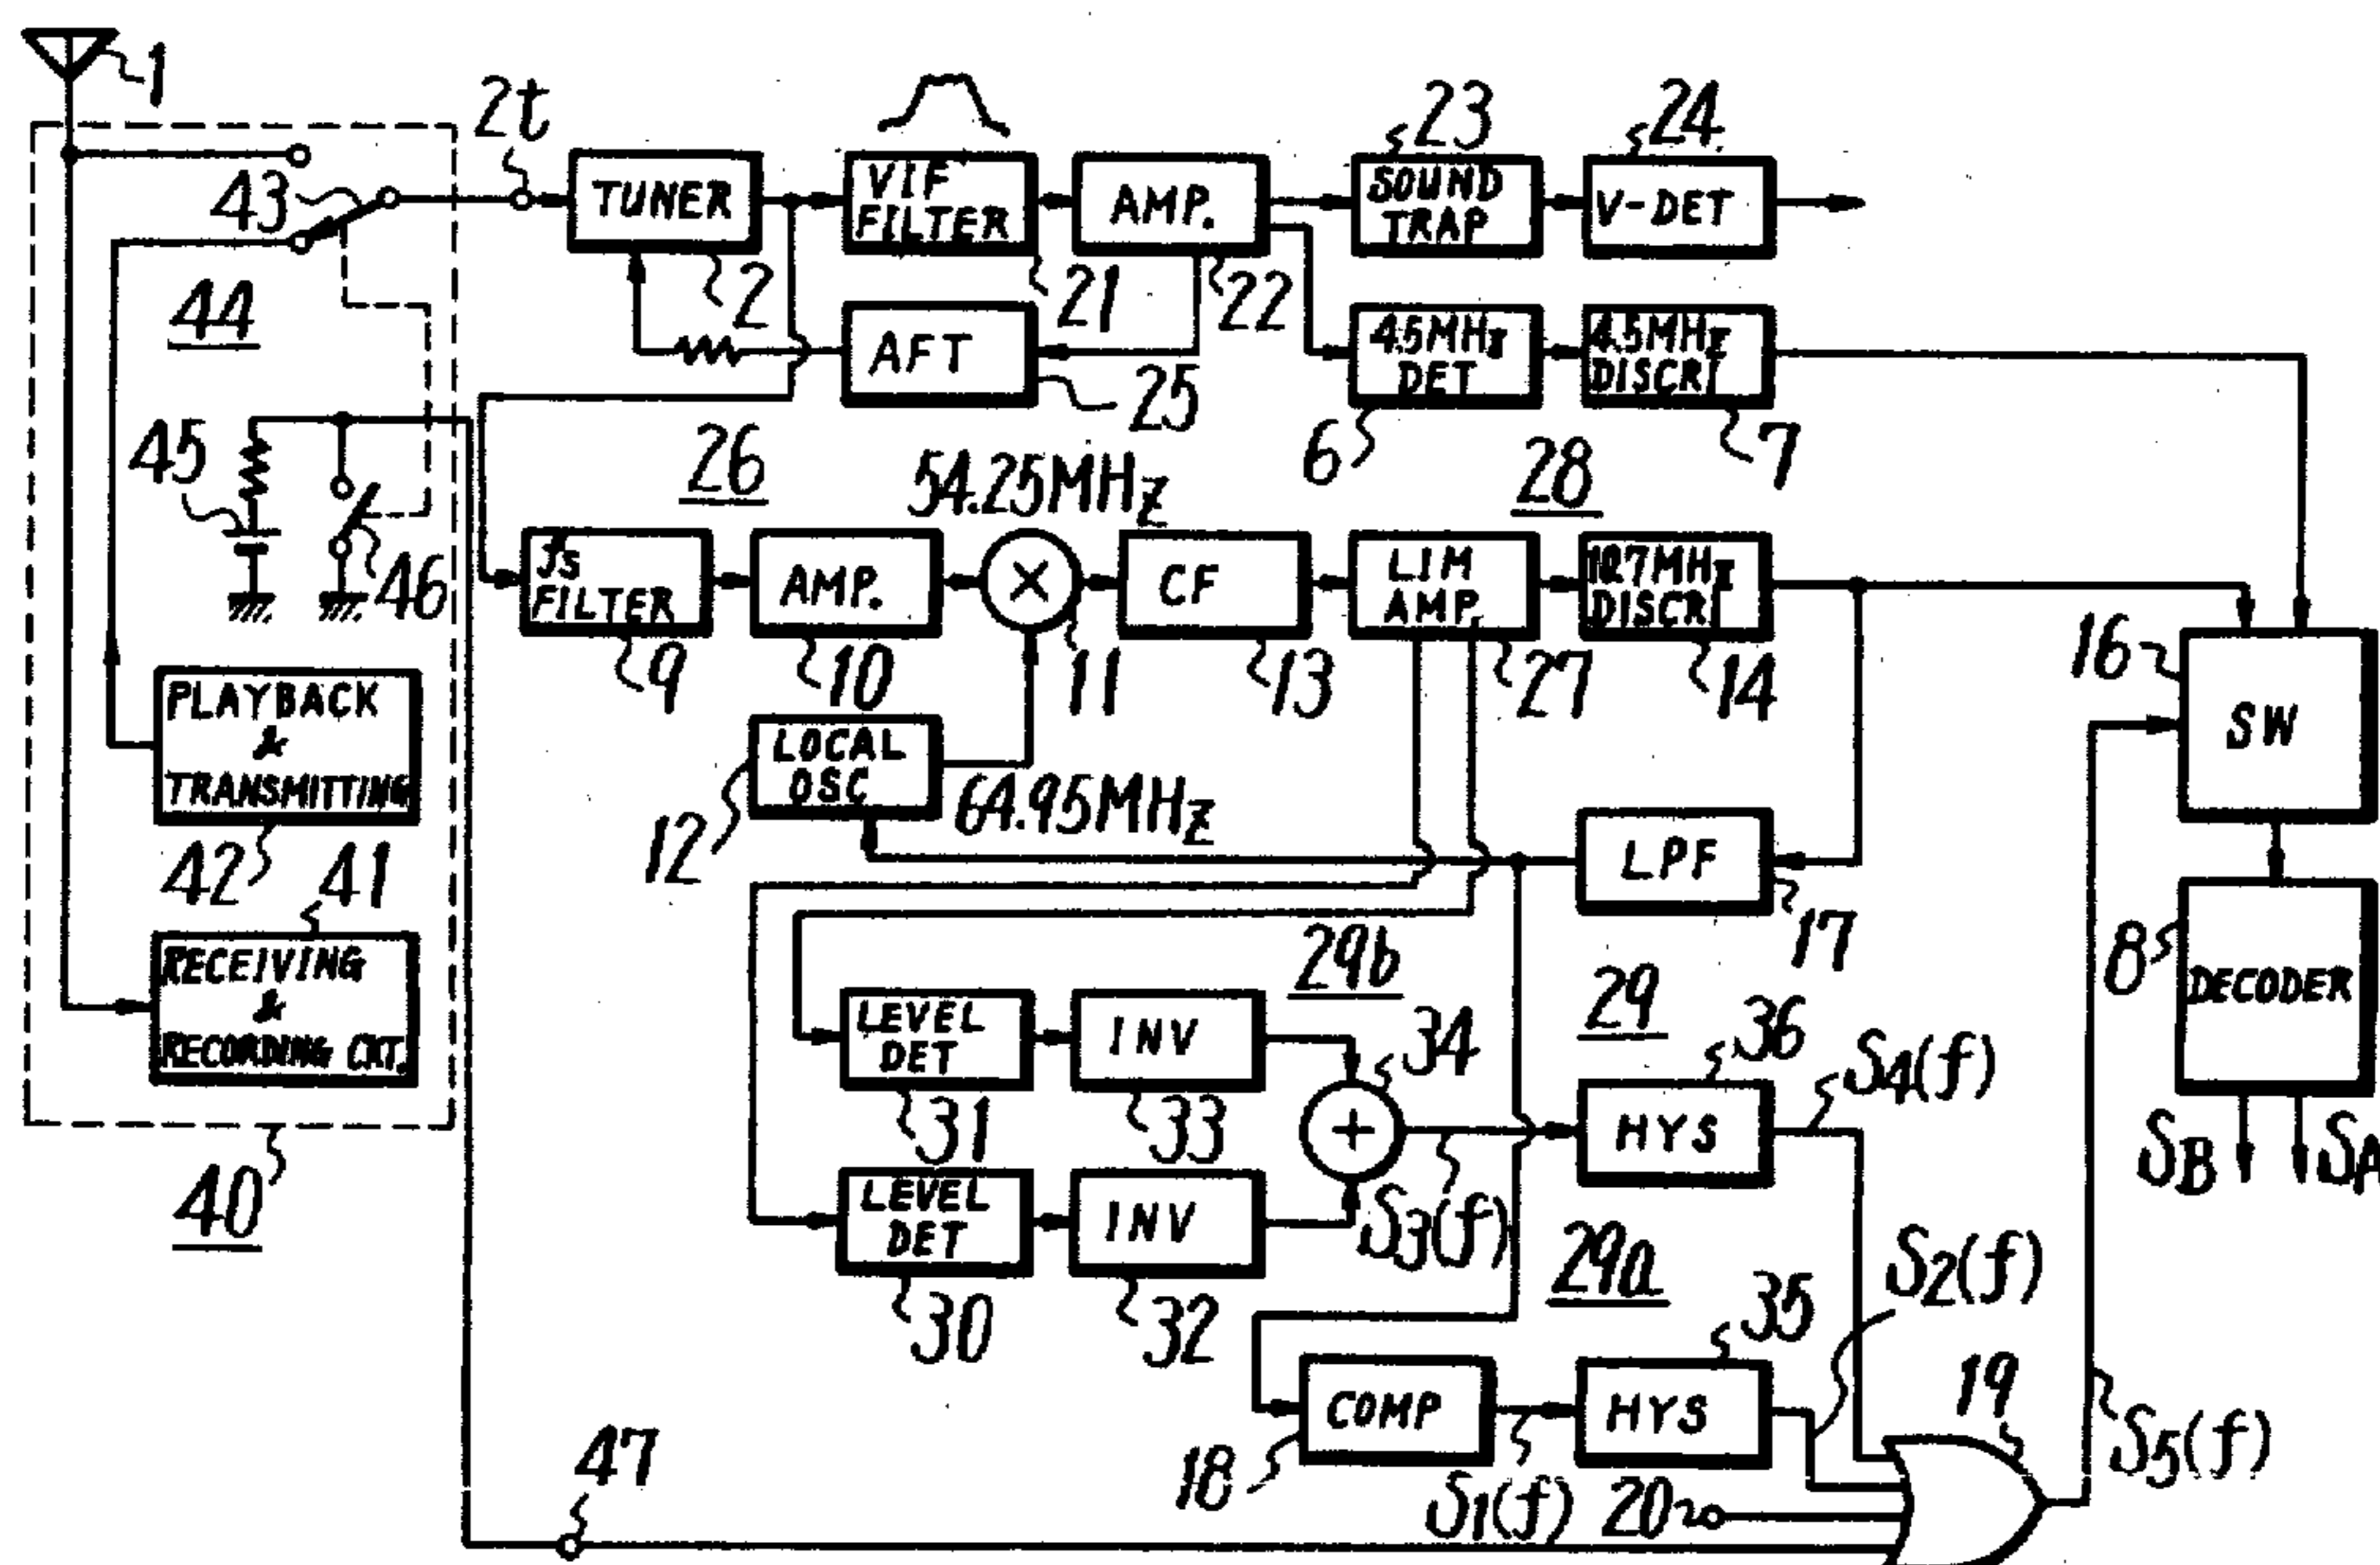 1
2t
23
24
43
TUNER
VIF
FILTER
AMP.
SOUND
TRAP
V-DET
44
2
21
22
AFT
4.5MHz
DET
4.5MHz
DISCRI
25
45
26
54.25MHz
6
28
7
46
fs
FILTER
AMP.
CF
LIM
AMP.
10.7MHz
DISCRI
16
9
10
11
13
27
14
SW
PLAYBACK
&
TRANSMITTING
LOCAL
OSC
64.95MHz
12
LPF
42
41
17
8
DECODER
RECEIVING
&
RECORDING CKT.
29b
29
LEVEL
DET
INV
34
36
S4(f)
31
33
HYS
SB
SA
40
LEVEL
DET
INV
S3(f)
29a
S2(f)
30
32
35
COMP
HYS
19
47
18
S1(f)
20
S5(f)